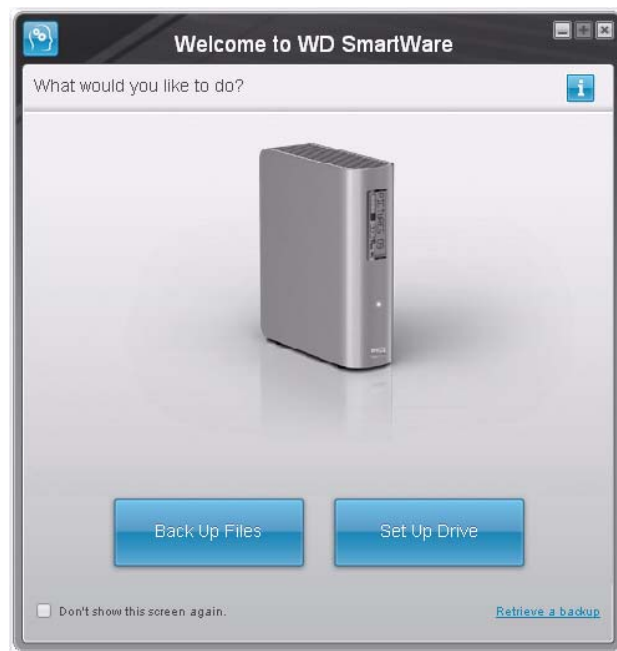 Welcome to WD SmartWare
What would you like to do?
Back Up Files
Set Up Drive
Don't show this screen again.
Retrieve a backup